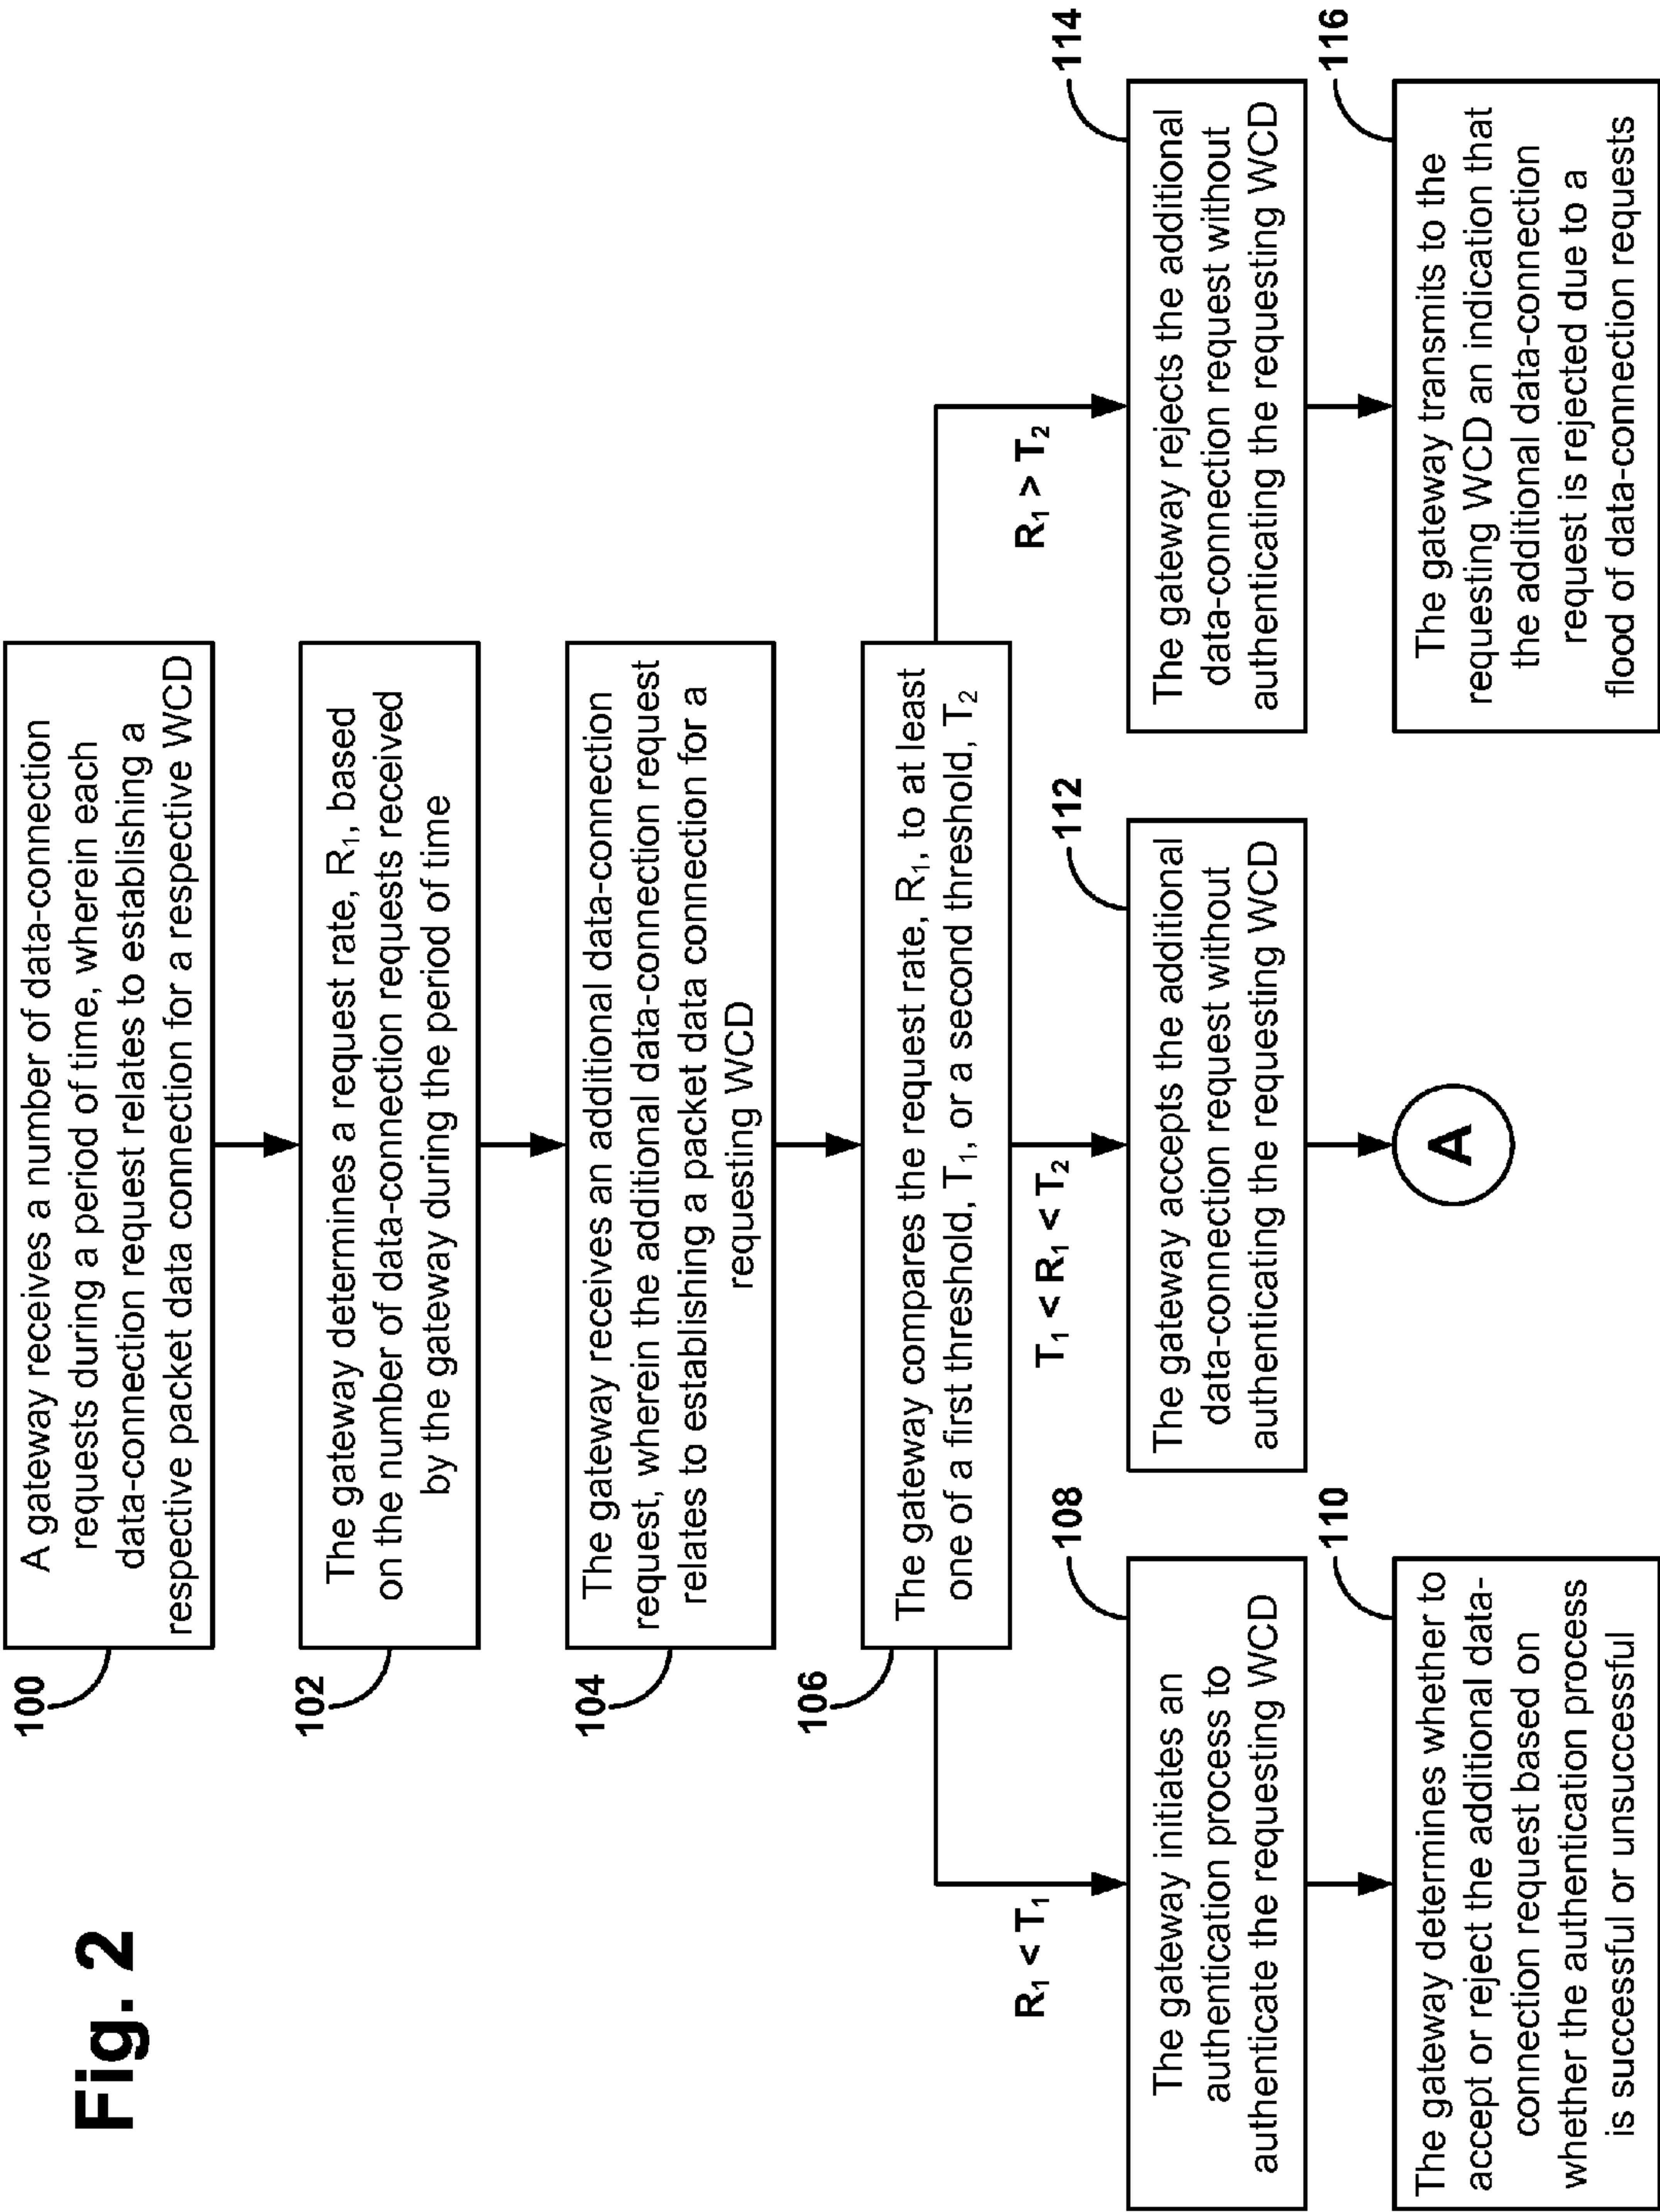 Fig. 2
100
A gateway receives a number of data-connection
requests during a period of time, wherein each
data-connection request relates to establishing a
respective packet data connection for a respective WCD
102
The gateway determines a request rate, R₁, based
on the number of data-connection requests received
by the gateway during the period of time
104
The gateway receives an additional data-connection
request, wherein the additional data-connection request
relates to establishing a packet data connection for a
requesting WCD
106
The gateway compares the request rate, R₁, to at least
one of a first threshold, T₁, or a second threshold, T₂
R₁ < T₁
108
The gateway initiates an
authentication process to
authenticate the requesting WCD
110
The gateway determines whether to
accept or reject the additional data-
connection request based on
whether the authentication process
is successful or unsuccessful
T₁ < R₁ < T₂
112
The gateway accepts the additional
data-connection request without
authenticating the requesting WCD
A
R₁ > T₂
114
The gateway rejects the additional
data-connection request without
authenticating the requesting WCD
116
The gateway transmits to the
requesting WCD an indication that
the additional data-connection
request is rejected due to a
flood of data-connection requests